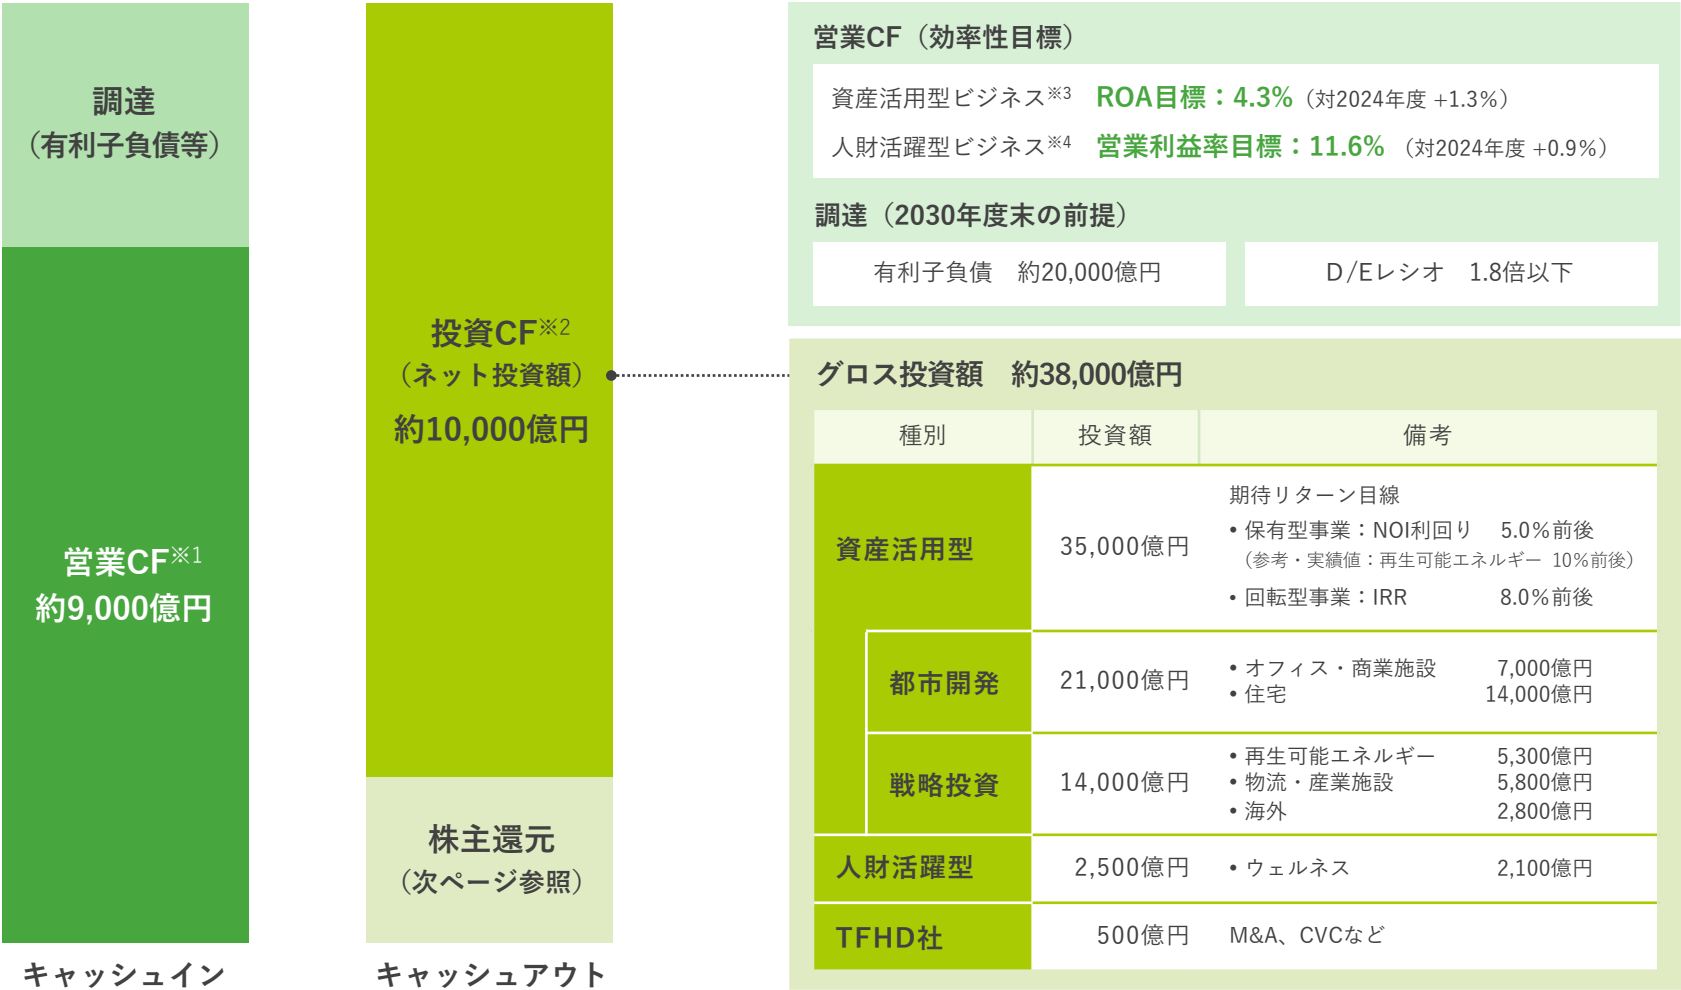 調達
（有利子負債等）
営業CF※1
約9,000億円
キャッシュイン
投資CF※2
（ネット投資額）
約10,000億円
株主還元
（次ページ参照）
キャッシュアウト
営業CF（効率性目標）
資産活用型ビジネス※3 ROA目標：4.3%（対2024年度 +1.3%）
人財活躍型ビジネス※4 営業利益率目標：11.6% （対2024年度 +0.9%）
調達（2030年度末の前提）
有利子負債　約20,000億円
D/Eレシオ　1.8倍以下
グロス投資額　約38,000億円
種別 投資額 備考
資産活用型 35,000億円
期待リターン目線
• 保有型事業：NOI利回り 5.0%前後
（参考・実績値：再生可能エネルギー 10%前後）
• 回転型事業：IRR 8.0%前後
都市開発 21,000億円
• オフィス・商業施設 7,000億円
• 住宅 14,000億円
戦略投資 14,000億円
• 再生可能エネルギー 5,300億円
• 物流・産業施設 5,800億円
• 海外 2,800億円
人財活躍型 2,500億円 • ウェルネス 2,100億円
TFHD社 500億円 M&A、CVCなど